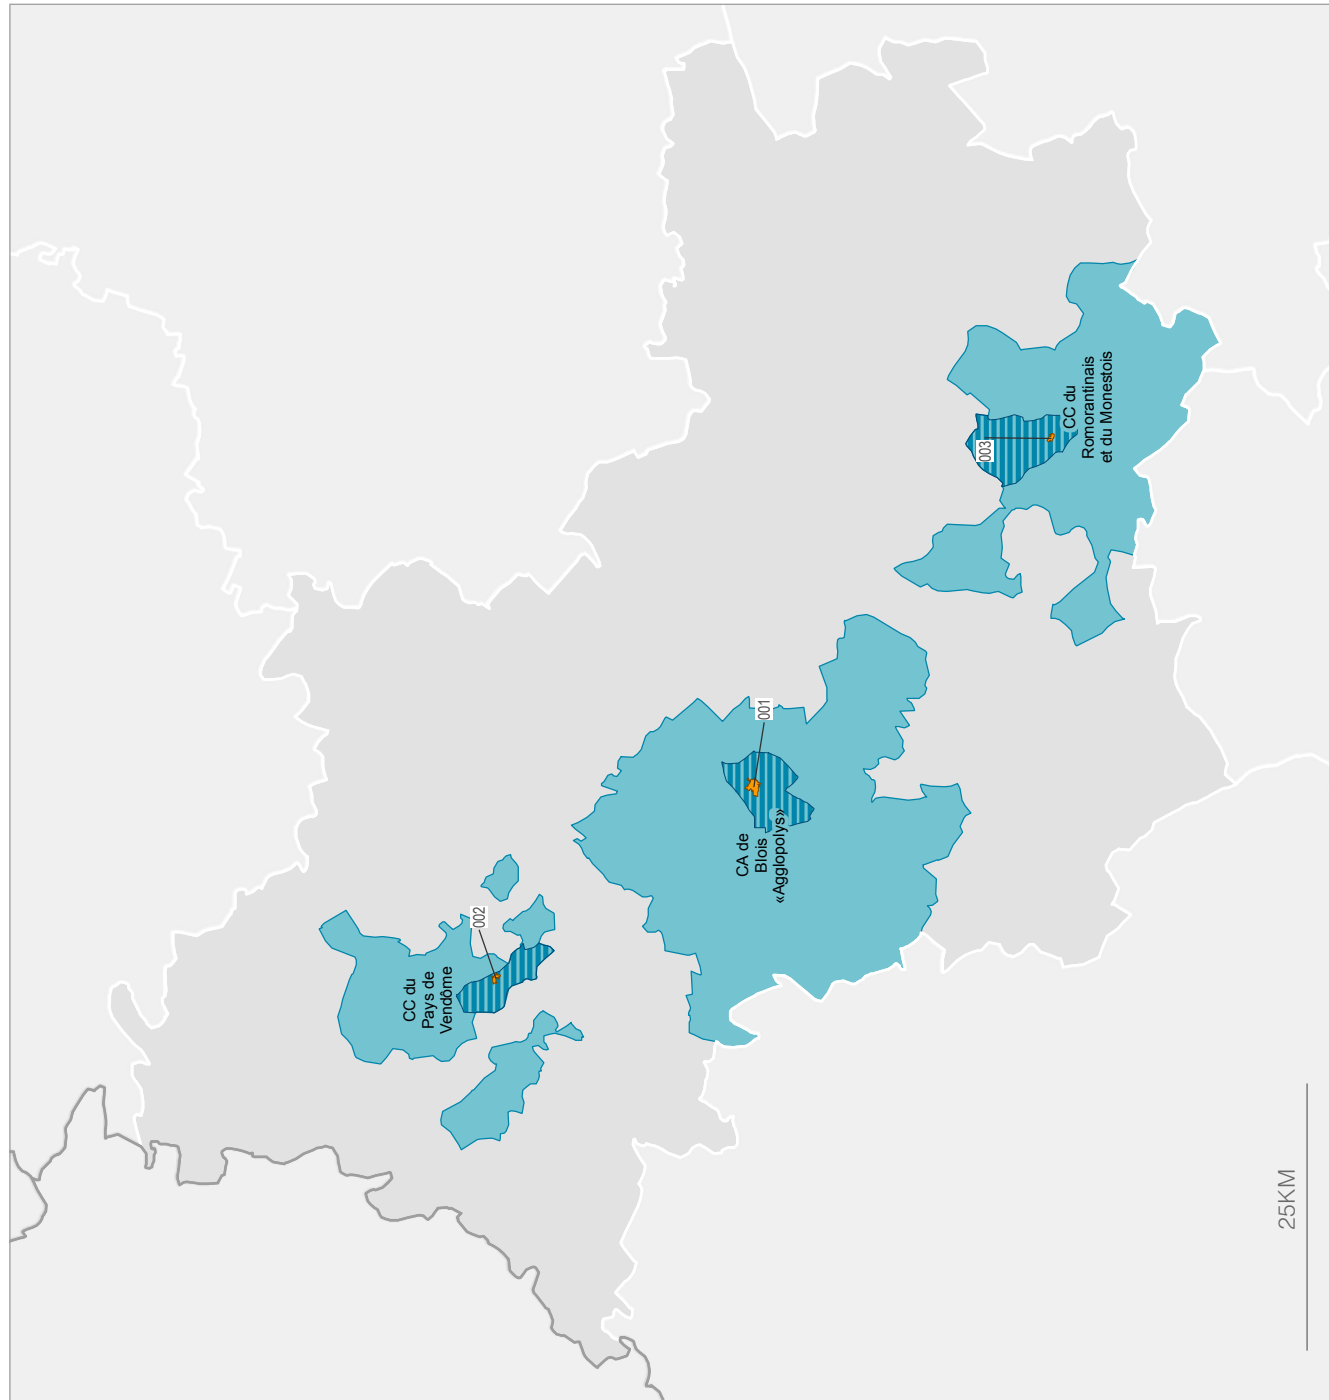 CC du
Pays de
Vendôme
002
CA de
Blois
«Agglopolys»
001
003
CC du
Romorantinais
et du Monestois
25KM